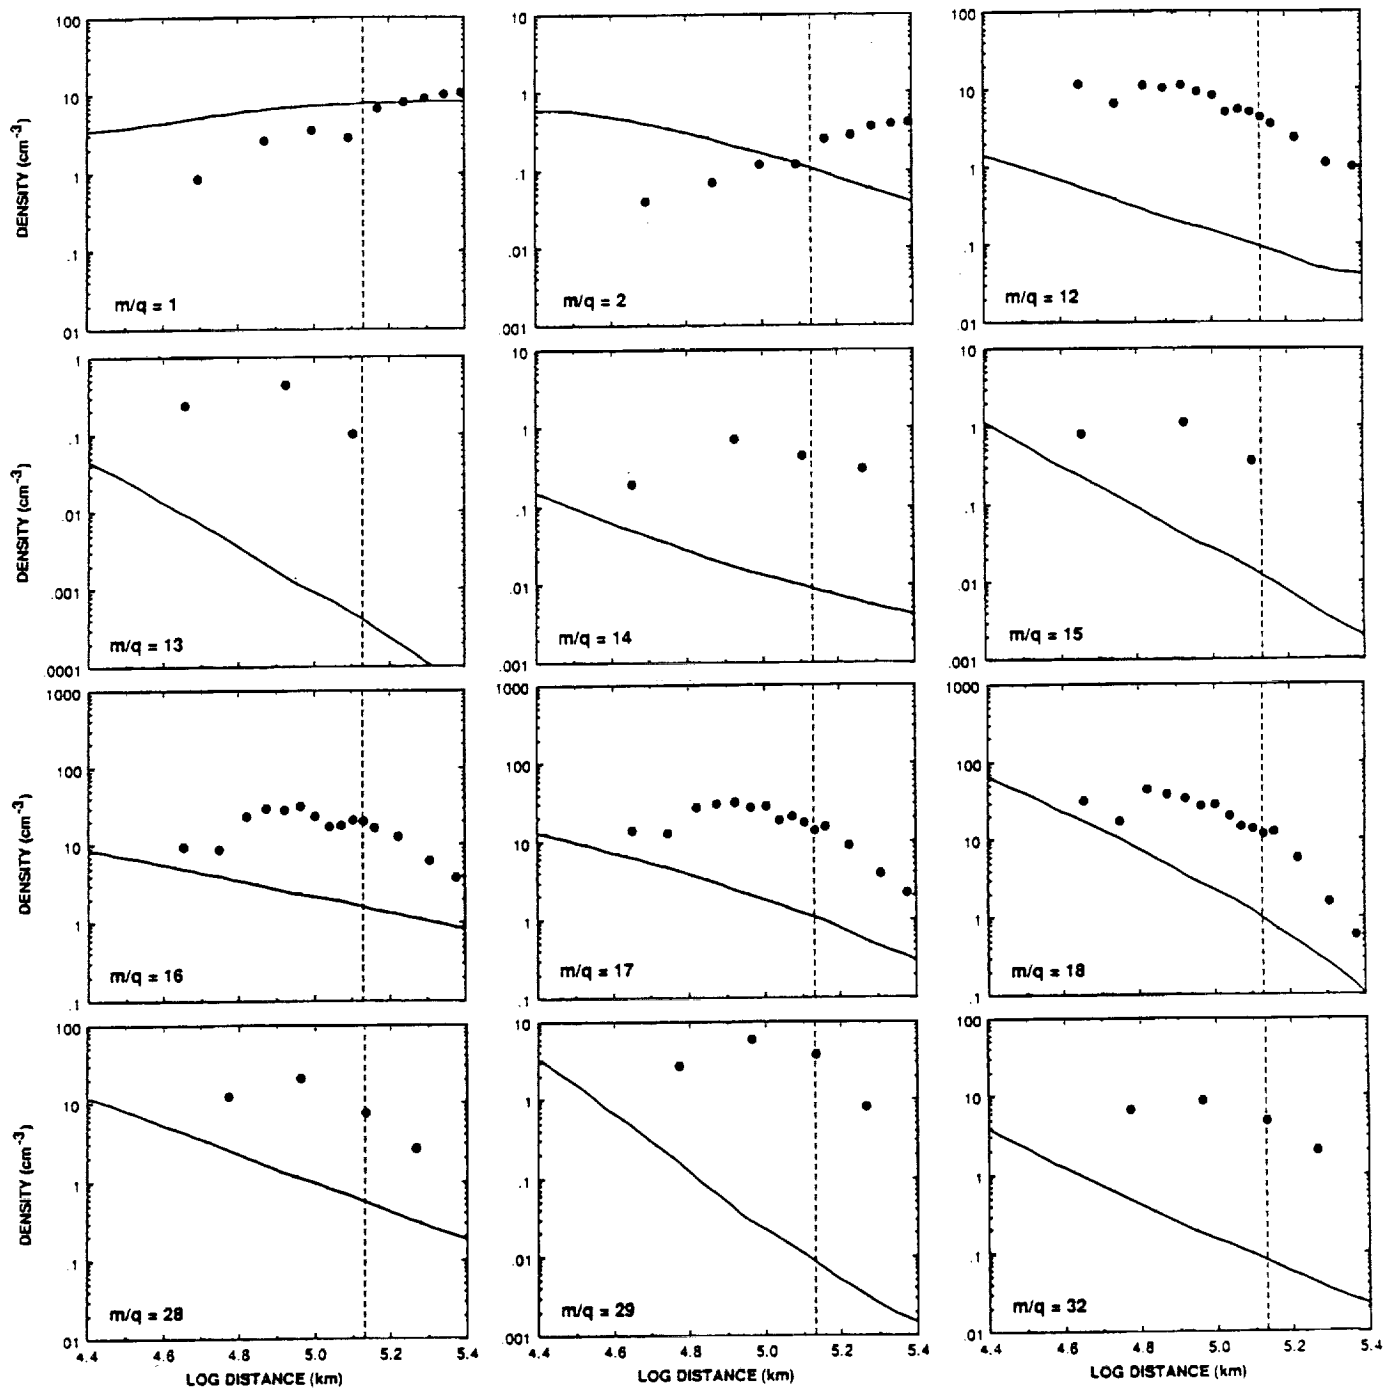 100
10
1
.1
.01
DENSITY (cm⁻³)
m/q = 1
10
1
.1
.01
.001
m/q = 2
100
10
1
.1
.01
m/q = 12
.1
.1
.01
.001
.0001
DENSITY (cm⁻³)
m/q = 13
10
1
.1
.01
.001
m/q = 14
10
1
.1
.01
.001
m/q = 15
1000
100
10
1
.1
DENSITY (cm⁻³)
m/q = 16
1000
100
10
1
.1
m/q = 17
1000
100
10
1
.1
m/q = 18
100
10
1
.1
.01
DENSITY (cm⁻³)
m/q = 28
4.4 4.6 4.8 5.0 5.2 5.4
LOG DISTANCE (km)
10
1
.1
.01
.001
m/q = 29
4.4 4.6 4.8 5.0 5.2 5.4
LOG DISTANCE (km)
100
10
1
.1
.01
m/q = 32
4.4 4.6 4.8 5.0 5.2 5.4
LOG DISTANCE (km)